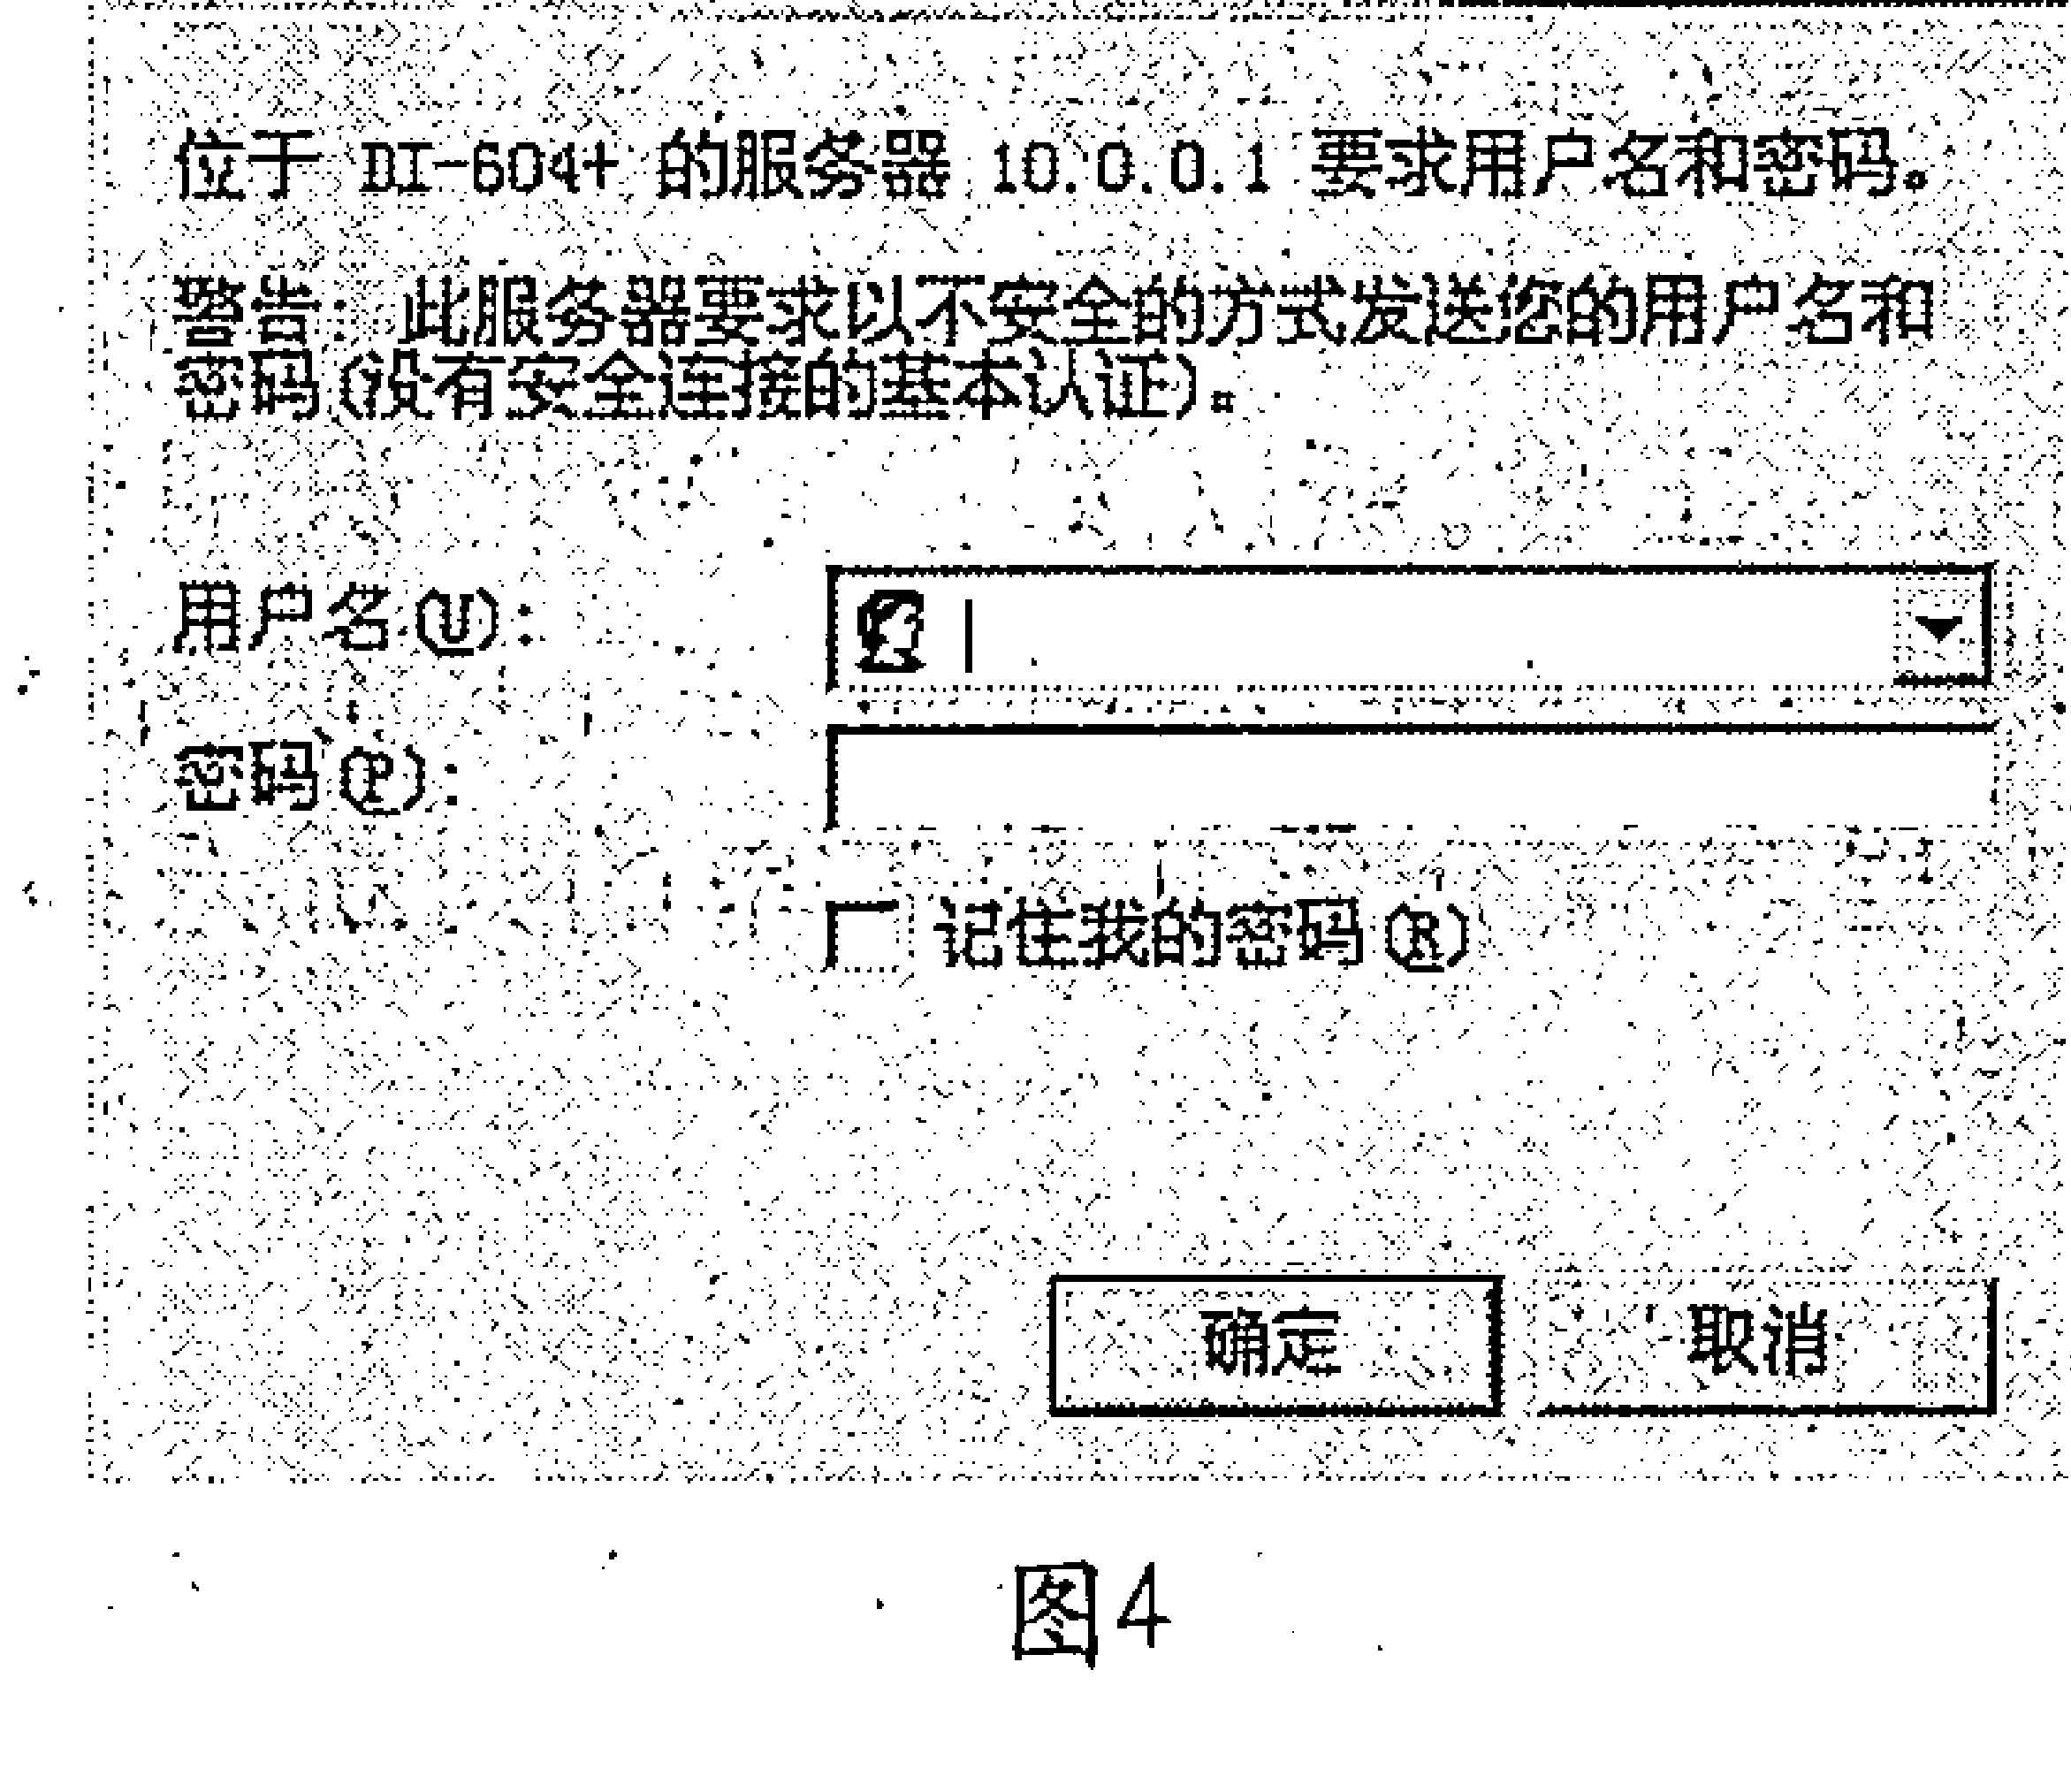 位于 DI-604+ 的服务器 10.0.0.1 要求用户名和密码。
警告: 此服务器要求以不安全的方式发送您的用户名和
密码(没有安全连接的基本认证)。
用户名(U):
密码(P):
记住我的密码(R)
确定 取消
图4